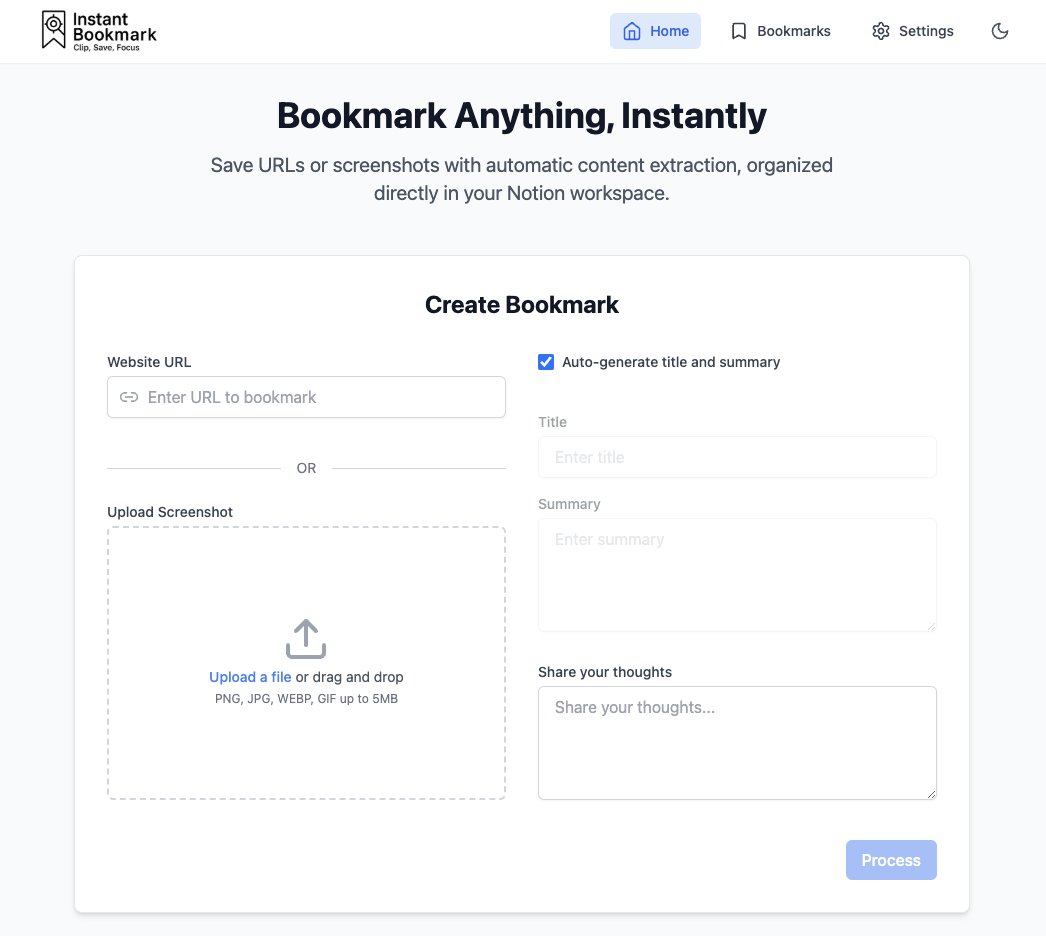 Instant
Bookmark
Clip, Save, Focus
Home
Bookmarks
Settings
Bookmark Anything, Instantly
Save URLs or screenshots with automatic content extraction, organized
directly in your Notion workspace.
Create Bookmark
Website URL
Enter URL to bookmark
OR
Upload Screenshot
Upload a file or drag and drop
PNG, JPG, WEBP, GIF up to 5MB
Auto-generate title and summary
Title
Enter title
Summary
Enter summary
Share your thoughts
Share your thoughts...
Process